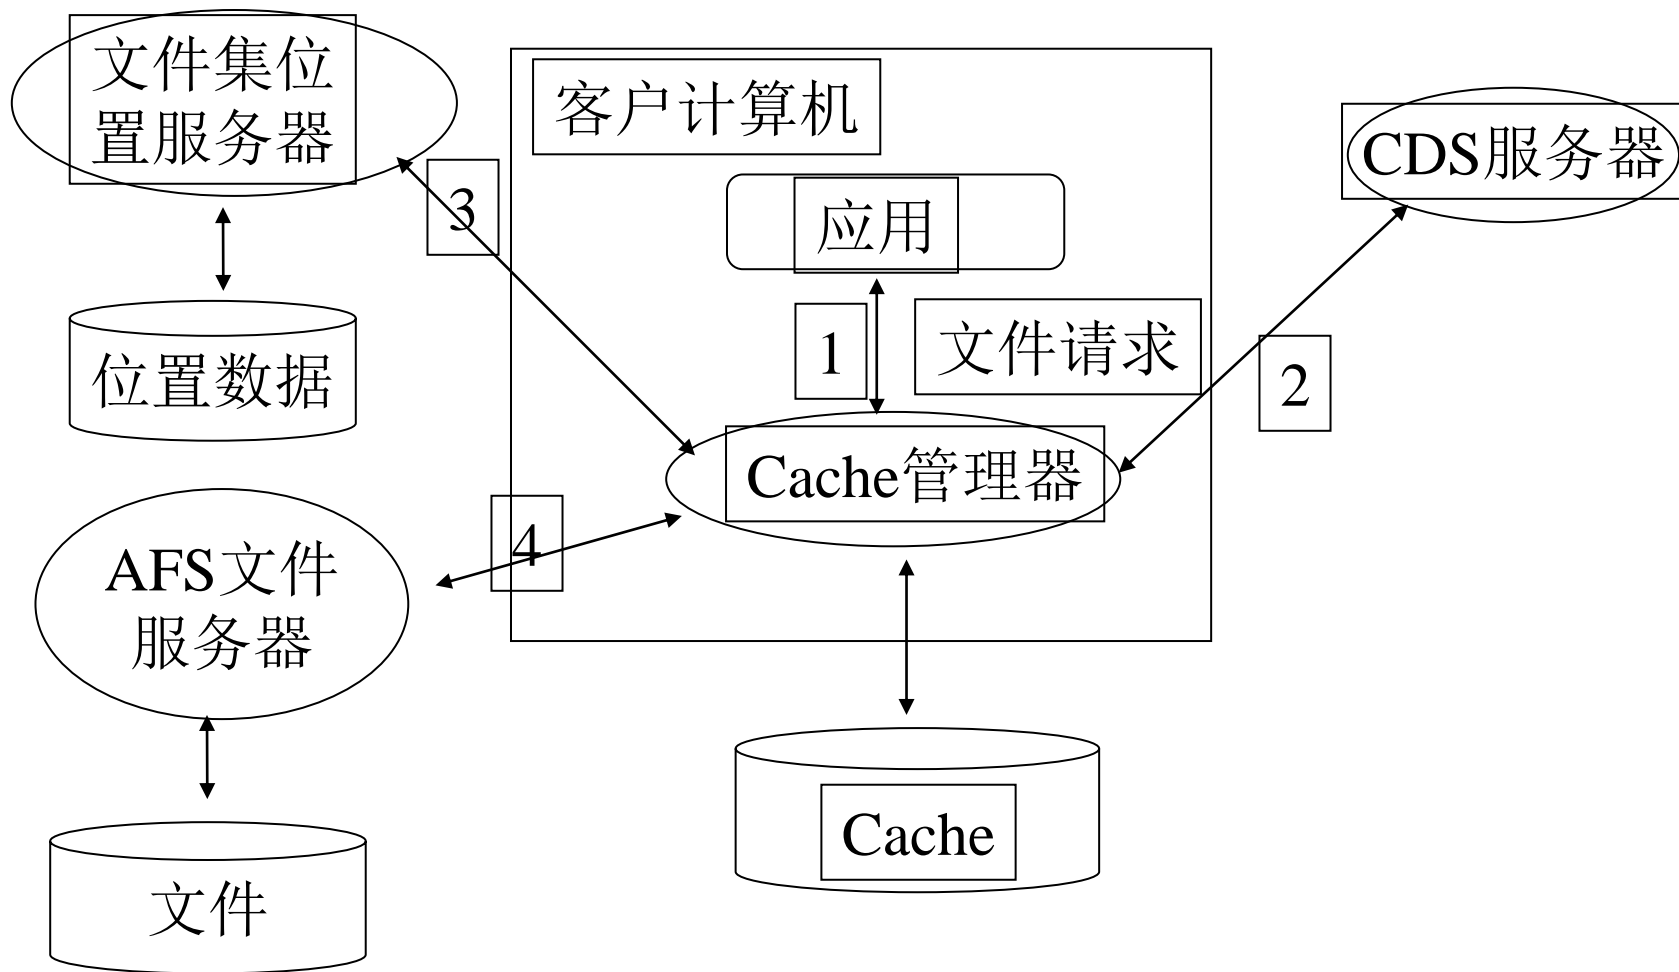 文件集位
置服务器
客户计算机
CDS服务器
3
应用
1
文件请求
2
位置数据
Cache管理器
4
AFS文件
服务器
Cache
文件